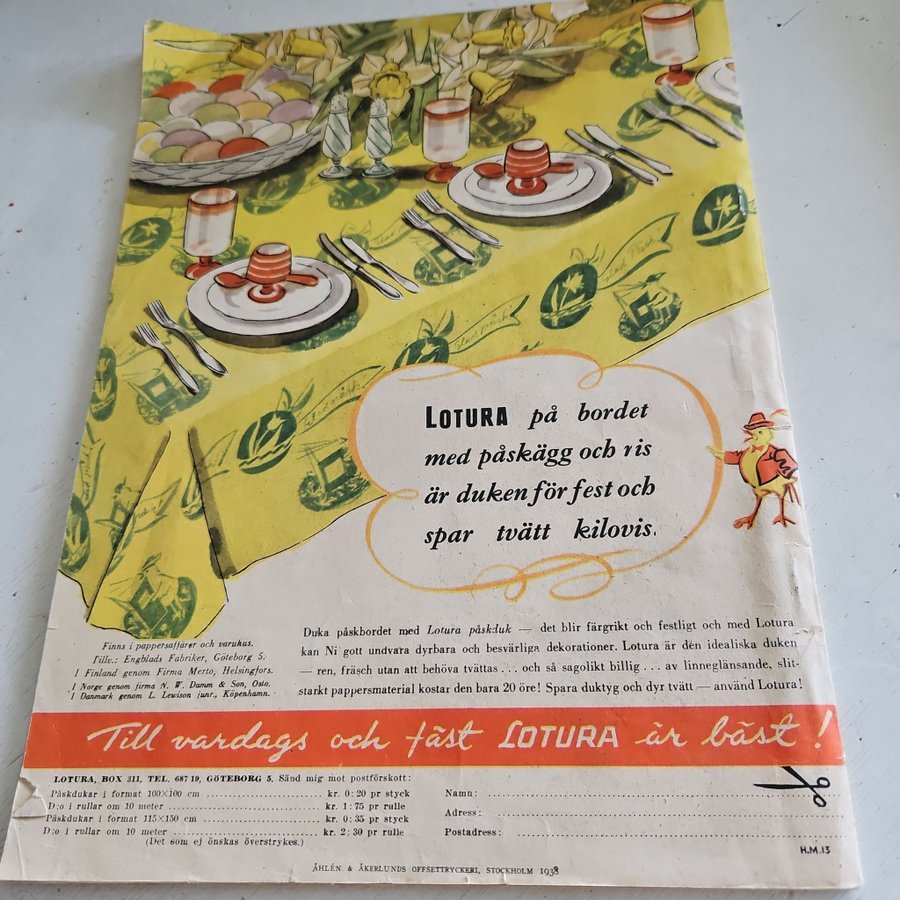 Glad Påsk
Glad påsk
Glad påsk
LOTURA på bordet
med påskägg och ris
är duken för fest och
spar tvätt kilovis.
Duka påskbordet med Lotura påskduk — det blir färgrikt och festligt och med Lotura
kan Ni gott undvara dyrbara och besvärliga dekorationer. Lotura är den idealiska duken
— ren, fräsch utan att behöva tvättas . . . och så sagolikt billig . . . av linneglänsande, slit-
starkt pappersmaterial kostar den bara 20 öre! Spara duktyg och dyr tvätt — använd Lotura!
Finns i pappersaffärer och varuhus.
Tillv.: Engblads Fabriker, Göteborg 5.
I Finland genom Firma Merto, Helsingfors.
I Norge genom firma N. W. Damm & Søn, Oslo.
I Danmark genom L. Lewison junr., Köpenhamn.
Till vardags och fäst LOTURA är bäst!
LOTURA, BOX 311, TEL. 687 19, GÖTEBORG 5. Sänd mig mot postförskott:
Påskdukar i format 100×100 cm ........ kr. 0:20 pr styck
D:o i rullar om 10 meter ........ kr. 1:75 pr rulle
Påskdukar i format 115×150 cm ........ kr. 0:35 pr styck
D:o i rullar om 10 meter ........ kr. 2:30 pr rulle
(Det som ej önskas överstrykes.)
Namn:
Adress:
Postadress:
H.M.13
ÅHLÉN & ÅKERLUNDS OFFSETTRYCKERI, STOCKHOLM 1938